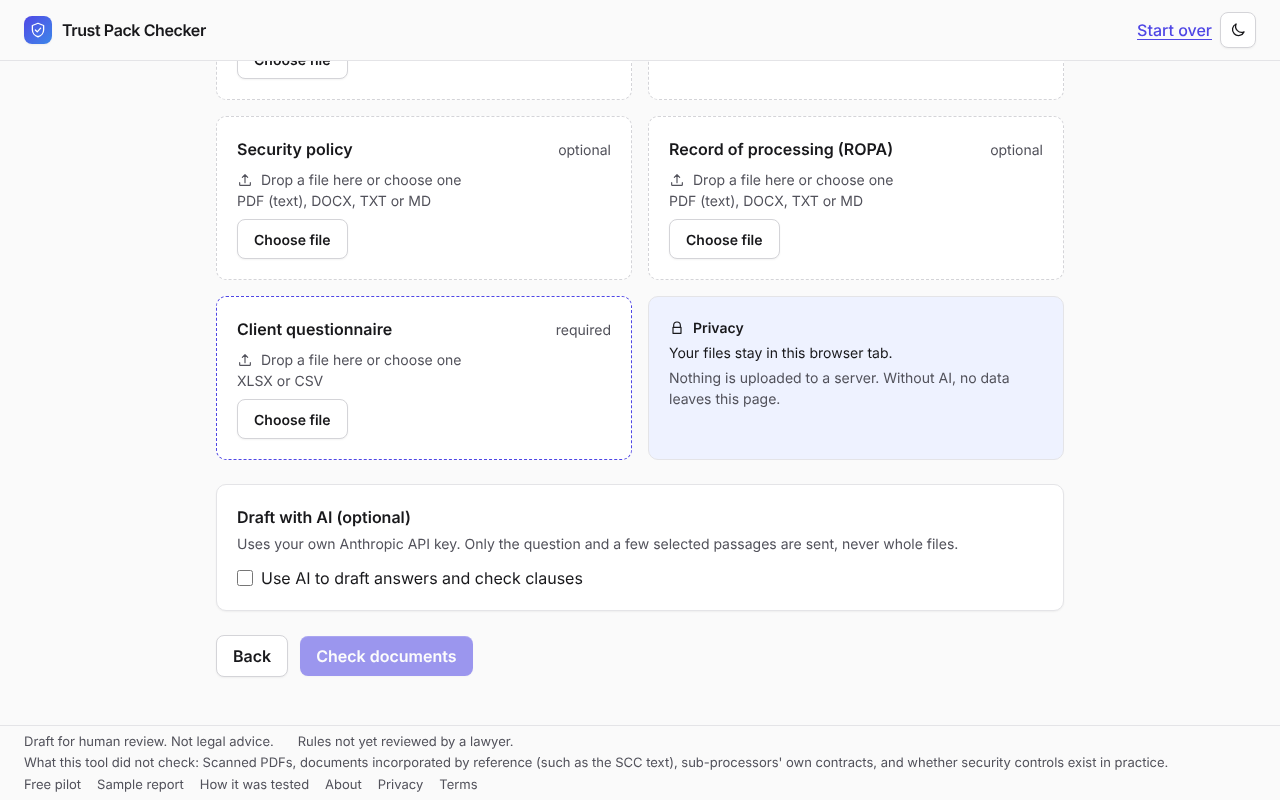 Trust Pack Checker
Start over
Choose file
Security policy
optional
Drop a file here or choose one
PDF (text), DOCX, TXT or MD
Choose file
Record of processing (ROPA)
optional
Drop a file here or choose one
PDF (text), DOCX, TXT or MD
Choose file
Client questionnaire
required
Drop a file here or choose one
XLSX or CSV
Choose file
Privacy
Your files stay in this browser tab.
Nothing is uploaded to a server. Without AI, no data
leaves this page.
Draft with AI (optional)
Uses your own Anthropic API key. Only the question and a few selected passages are sent, never whole files.
Use AI to draft answers and check clauses
Back
Check documents
Draft for human review. Not legal advice.
Rules not yet reviewed by a lawyer.
What this tool did not check: Scanned PDFs, documents incorporated by reference (such as the SCC text), sub-processors' own contracts, and whether security controls exist in practice.
Free pilot
Sample report
How it was tested
About
Privacy
Terms